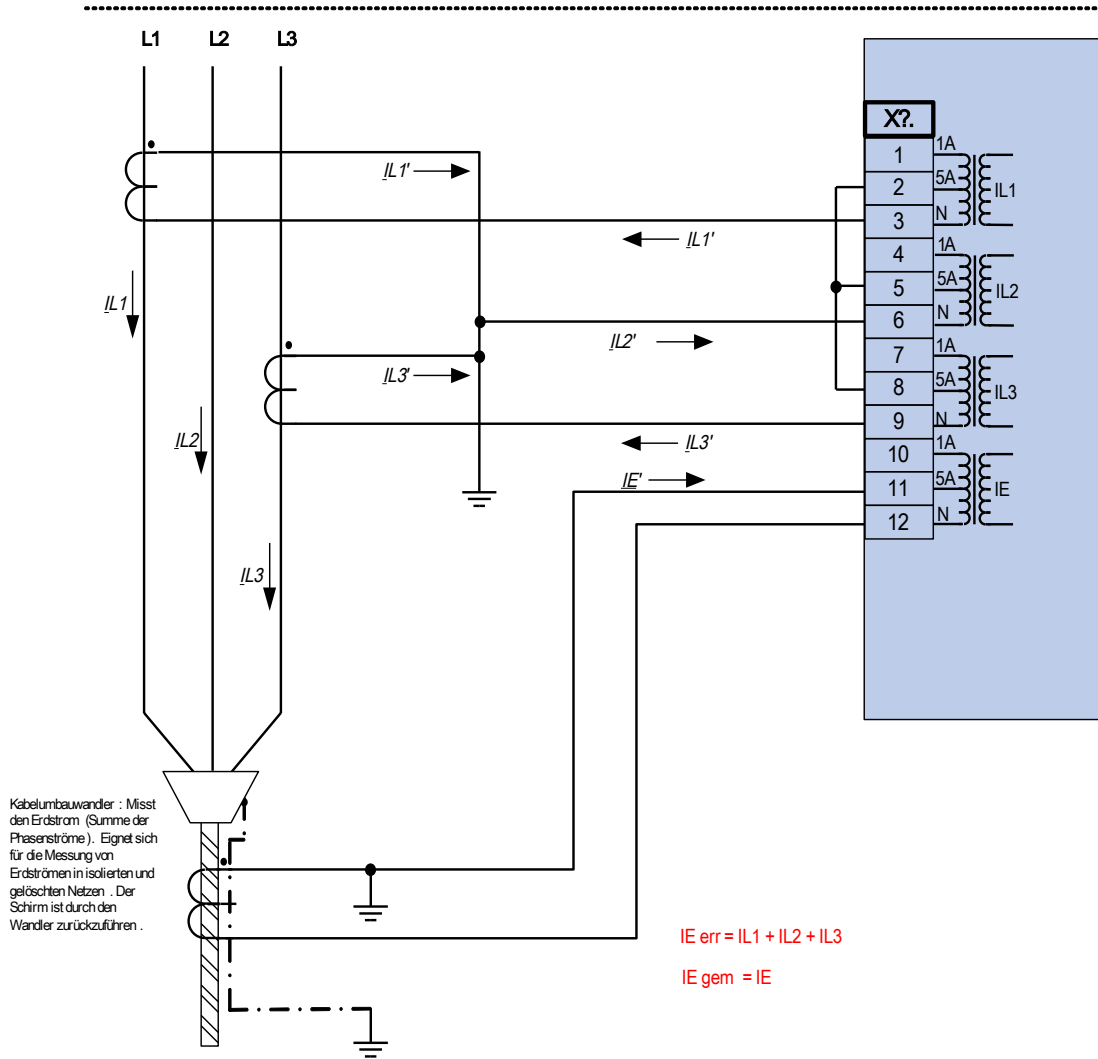 L1 L2 L3
X?.
1
2
3
4
5
6
7
8
9
10
11
12
1A
5A
N
IL1
1A
5A
N
IL2
1A
5A
N
IL3
1A
5A
N
IE
IL1'
IL1'
IL1
IL2'
IL3'
IL2
IL3'
IE'
IL3
Kabelumbauwandler : Misst
den Erdstrom (Summe der
Phasenströme ). Eignet sich
für die Messung von
Erdströmen in isolierten und
gelöschten Netzen . Der
Schirm ist durch den
Wandler zurückzuführen .
IE err = IL1 + IL2 + IL3
IE gem = IE